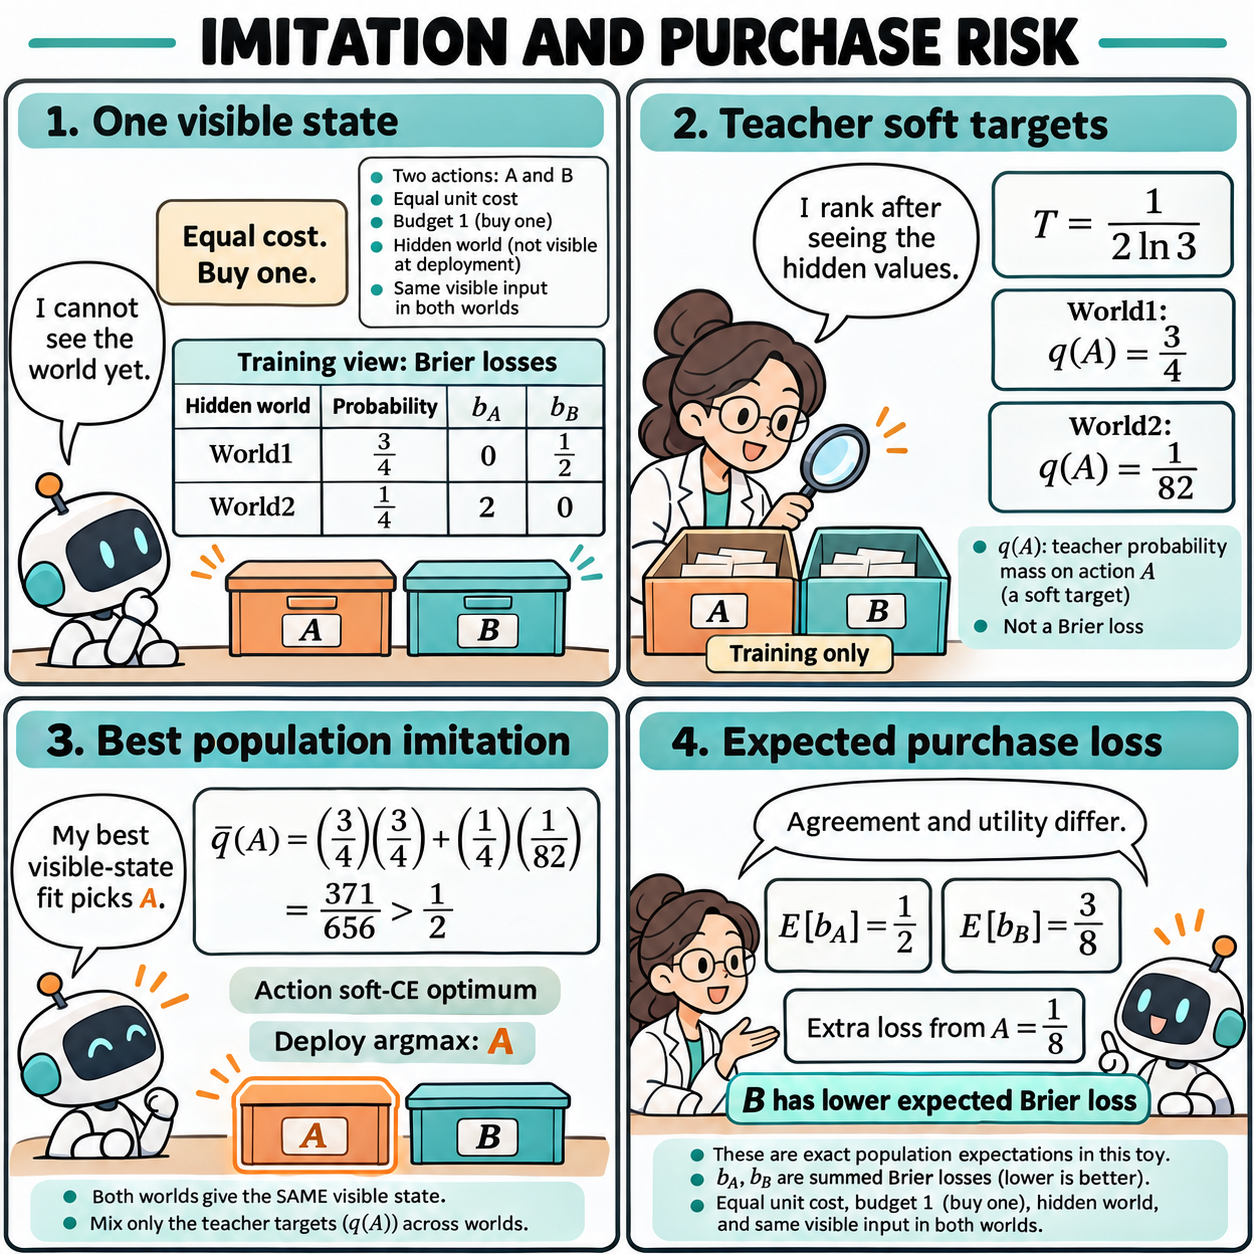 IMITATION AND PURCHASE RISK
1. One visible state
Two actions: A and B
Equal unit cost
Budget 1 (buy one)
Hidden world (not visible
at deployment)
Same visible input
in both worlds
Equal cost.
Buy one.
I cannot
see the
world yet.
Training view: Brier losses
Hidden world Probability b_A b_B
World1 3/4 0 1/2
World2 1/4 2 0
A
B
2. Teacher soft targets
I rank after
seeing the
hidden values.
T = 1/(2 ln 3)
World1:
q(A) = 3/4
World2:
q(A) = 1/82
q(A): teacher probability
mass on action A
(a soft target)
Not a Brier loss
A
B
Training only
3. Best population imitation
My best
visible-state
fit picks A.
q̅(A) = (3/4)(3/4) + (1/4)(1/82)
= 371/656 > 1/2
Action soft-CE optimum
Deploy argmax: A
A
B
Both worlds give the SAME visible state.
Mix only the teacher targets (q(A)) across worlds.
4. Expected purchase loss
Agreement and utility differ.
E[b_A] = 1/2
E[b_B] = 3/8
Extra loss from A = 1/8
B has lower expected Brier loss
These are exact population expectations in this toy.
b_A, b_B are summed Brier losses (lower is better).
Equal unit cost, budget 1 (buy one), hidden world,
and same visible input in both worlds.